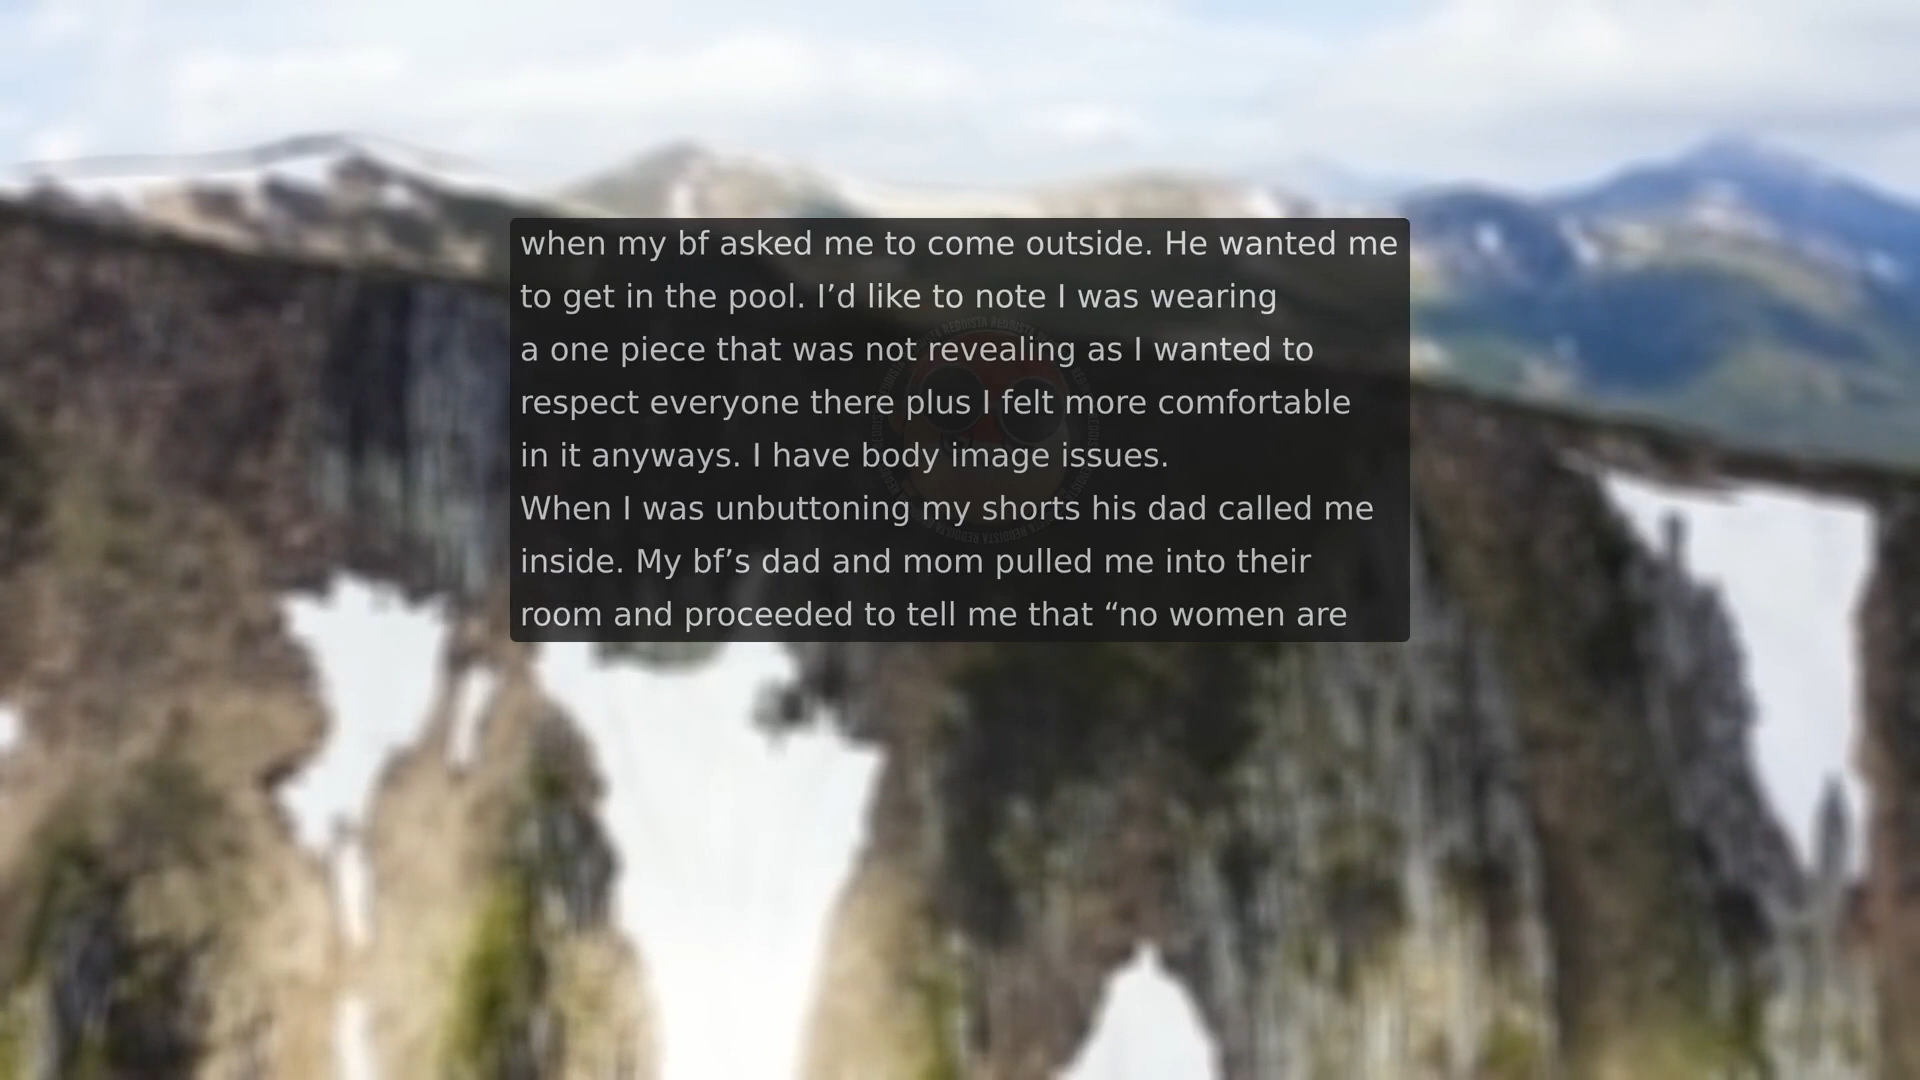 when my bf asked me to come outside. He wanted me
to get in the pool. I’d like to note I was wearing
a one piece that was not revealing as I wanted to
respect everyone there plus I felt more comfortable
in it anyways. I have body image issues.
When I was unbuttoning my shorts his dad called me
inside. My bf’s dad and mom pulled me into their
room and proceeded to tell me that “no women are
REDDISTA REDDISTA